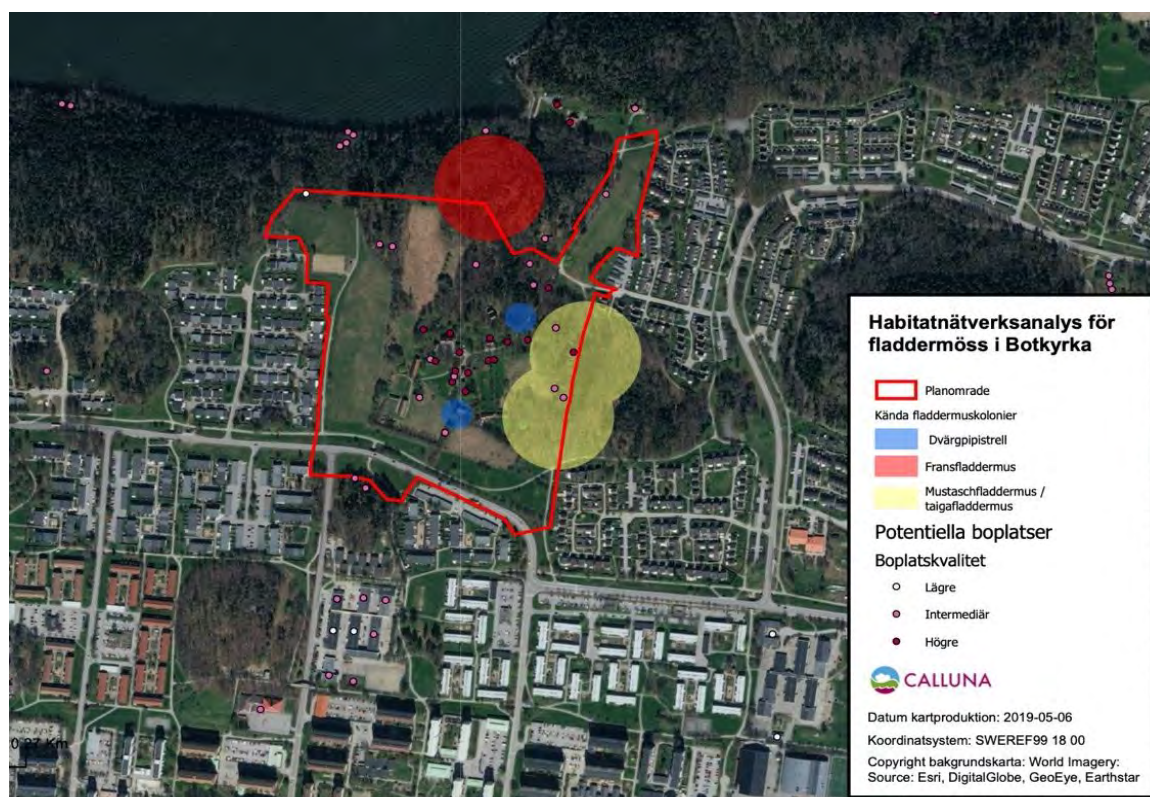 Habitatnätverksanalys för
fladdermöss i Botkyrka
Planomrade
Kända fladdermuskolonier
Dvärgpipistrell
Fransfladdermus
Mustaschfladdermus /
taigafladdermus
Potentiella boplatser
Boplatskvalitet
Lägre
Intermediär
Högre
CALLUNA
Datum kartproduktion: 2019-05-06
Koordinatsystem: SWEREF99 18 00
Copyright bakgrundskarta: World Imagery:
Source: Esri, DigitalGlobe, GeoEye, Earthstar
Km